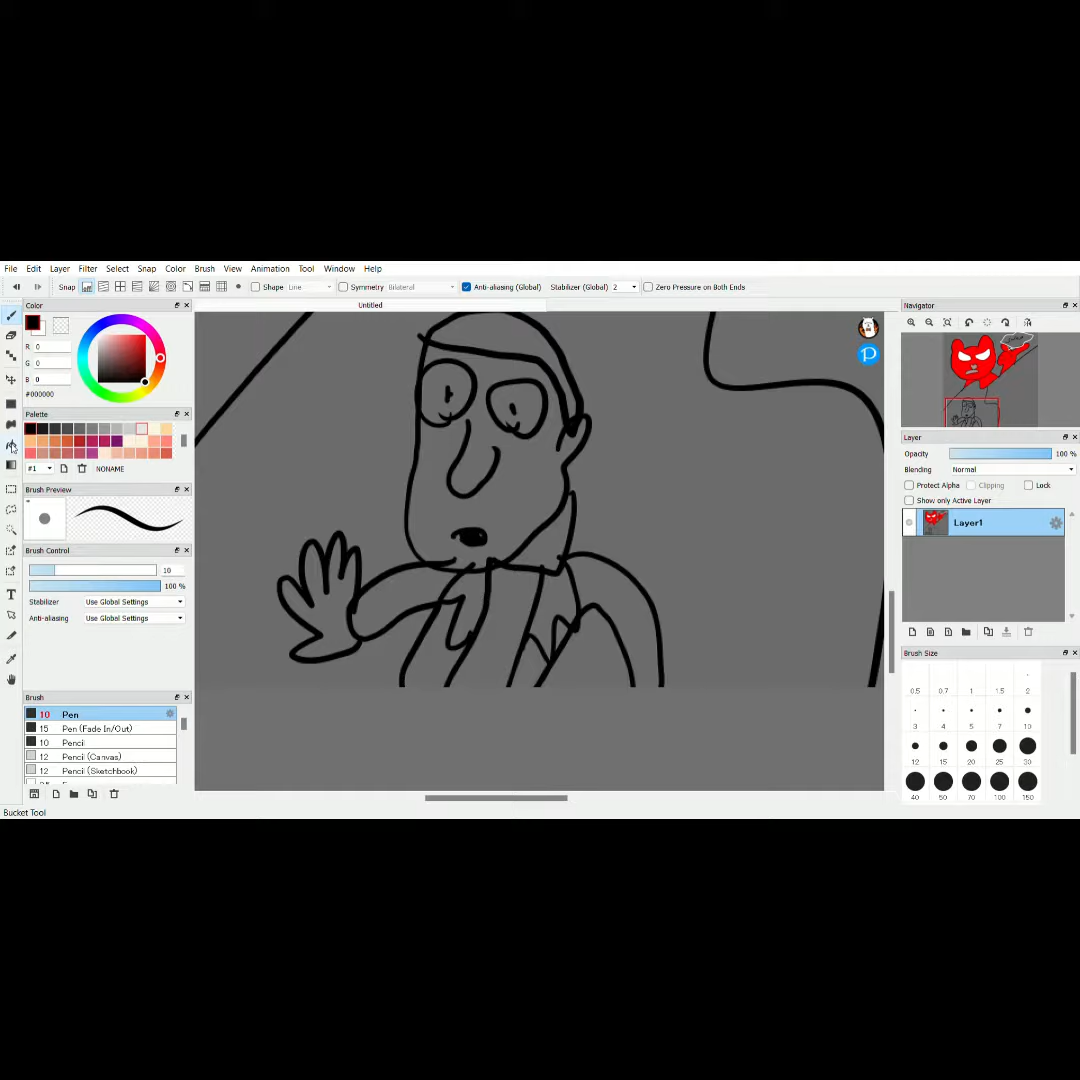 File Edit Layer Filter Select Snap Color Brush View Animation Tool Window Help
Snap off Shape Line Symmetry Bilateral Anti-aliasing (Global) Stabilizer (Global) 2 Zero Pressure on Both Ends
Color
Untitled
Navigator
R 0
G 0
B 0
#000000
Palette
#1 NONAME
Brush Preview
Brush Control
10
100 %
Stabilizer Use Global Settings
Anti-aliasing Use Global Settings
Brush
10 Pen
15 Pen (Fade In/Out)
10 Pencil
12 Pencil (Canvas)
12 Pencil (Sketchbook)
Bucket Tool
P
Layer
Opacity 100 %
Blending Normal
Protect Alpha Clipping Lock
Show only Active Layer
Layer1
Brush Size
0.5 0.7 1 1.5 2
3 4 5 7 10
12 15 20 25 30
40 50 70 100 150